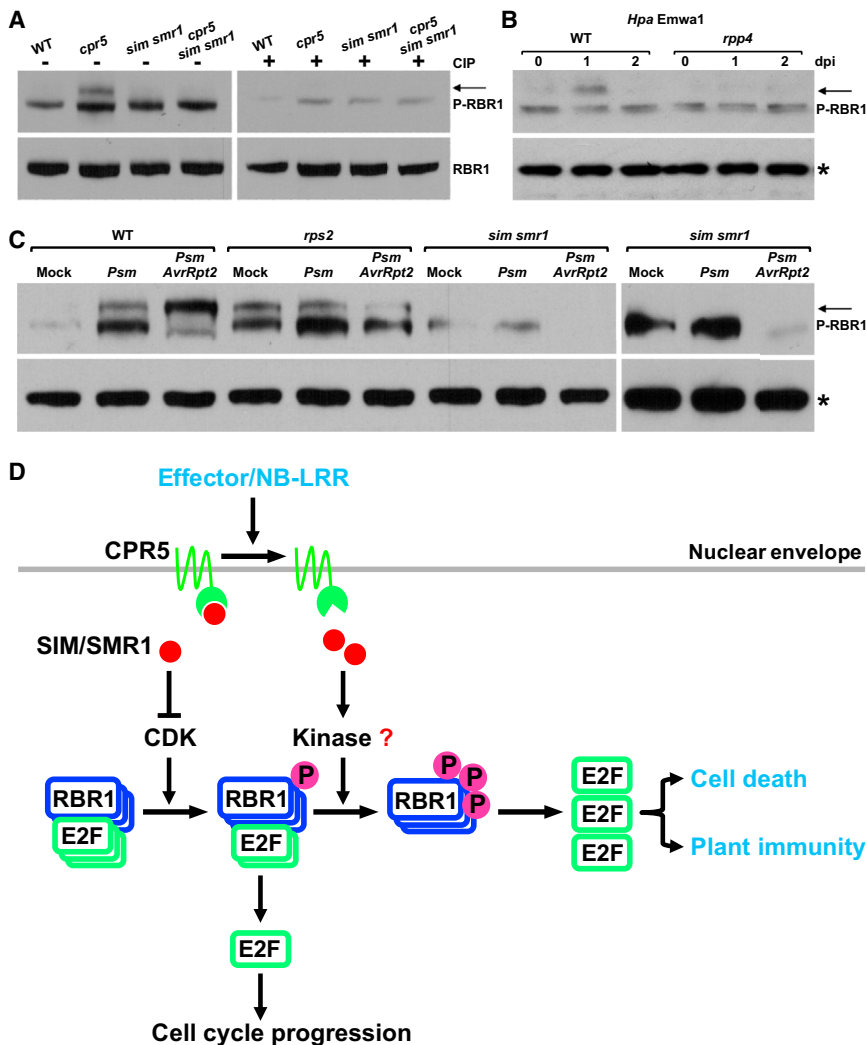 A
WT cpr5 sim smr1 cpr5 sim smr1 WT cpr5 sim smr1 cpr5 sim smr1
- - - - + + + + CIP
P-RBR1
RBR1
B
Hpa Emwa1
WT rpp4
0 1 2 0 1 2 dpi
P-RBR1
*
C
WT rps2 sim smr1 sim smr1
Mock Psm Psm AvrRpt2 Mock Psm Psm AvrRpt2 Mock Psm Psm AvrRpt2 Mock Psm Psm AvrRpt2
P-RBR1
*
D
Effector/NB-LRR
CPR5
Nuclear envelope
SIM/SMR1
CDK
Kinase ?
RBR1
E2F
P
RBR1
E2F
P
P
P
RBR1
E2F
E2F
E2F
Cell death
Plant immunity
E2F
Cell cycle progression